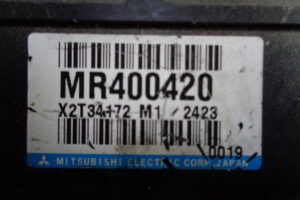 MR400420
X2T34172 M1 2423
0019
MITSUBISHI ELECTRIC CORP. JAPAN